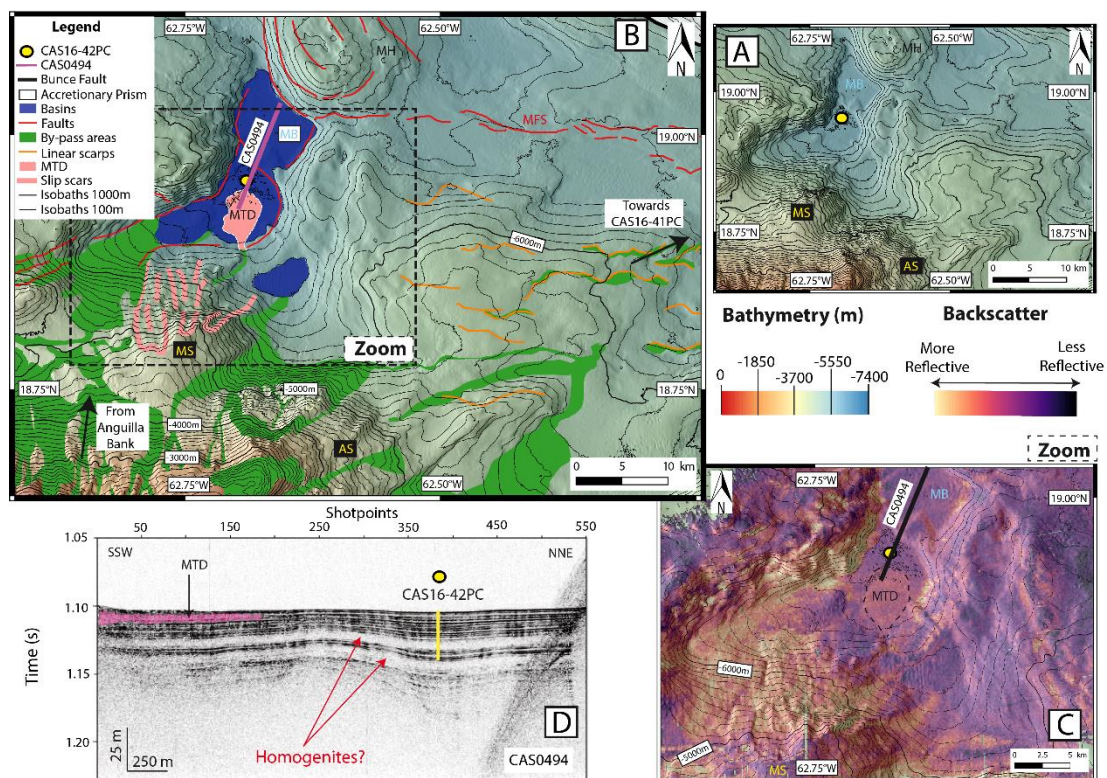 62.75°W
62.50°W
B
N
Legend
CAS16-42PC
CAS0494
Bunce Fault
Accretionary Prism
Basins
Faults
By-pass areas
Linear scarps
MTD
Slip scars
Isobaths 1000m
Isobaths 100m
MH
MB
CAS0494
MFS
19.00°N
MTD
Towards
CAS16-41PC
-6000m
MS
Zoom
18.75°N
18.75°N
-5000m
From
Anguilla
Bank
-4000m
AS
-3000m
62.75°W
62.50°W
0 5 10 km
62.75°W
62.50°W
A
N
MH
MB
19.00°N
19.00°N
MS
18.75°N
18.75°N
AS
62.75°W
62.50°W
0 5 10 km
Bathymetry (m)
0
-1850
-3700
-5550
-7400
Backscatter
More
Reflective
Less
Reflective
Zoom
62.75°W
N
CAS0494
MB
19.00°N
MTD
-6000m
-5000m
MS
62.75°W
C
0 2.5 5 km
Shotpoints
50
150
250
350
450
550
1.05
SSW
NNE
MTD
CAS16-42PC
1.10
Time (s)
1.15
1.20
25 m
250 m
Homogenites?
D
CAS0494